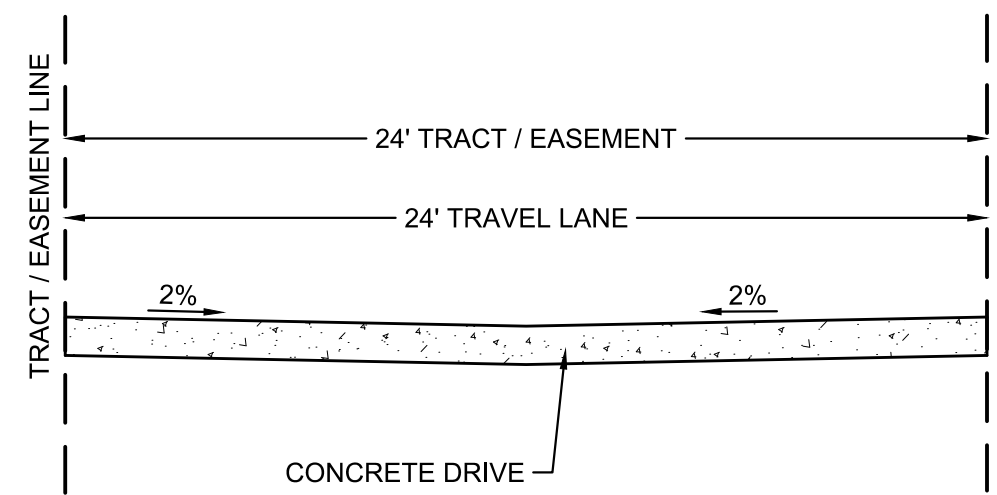 TRACT / EASEMENT LINE
24' TRACT / EASEMENT
24' TRAVEL LANE
2%
2%
CONCRETE DRIVE